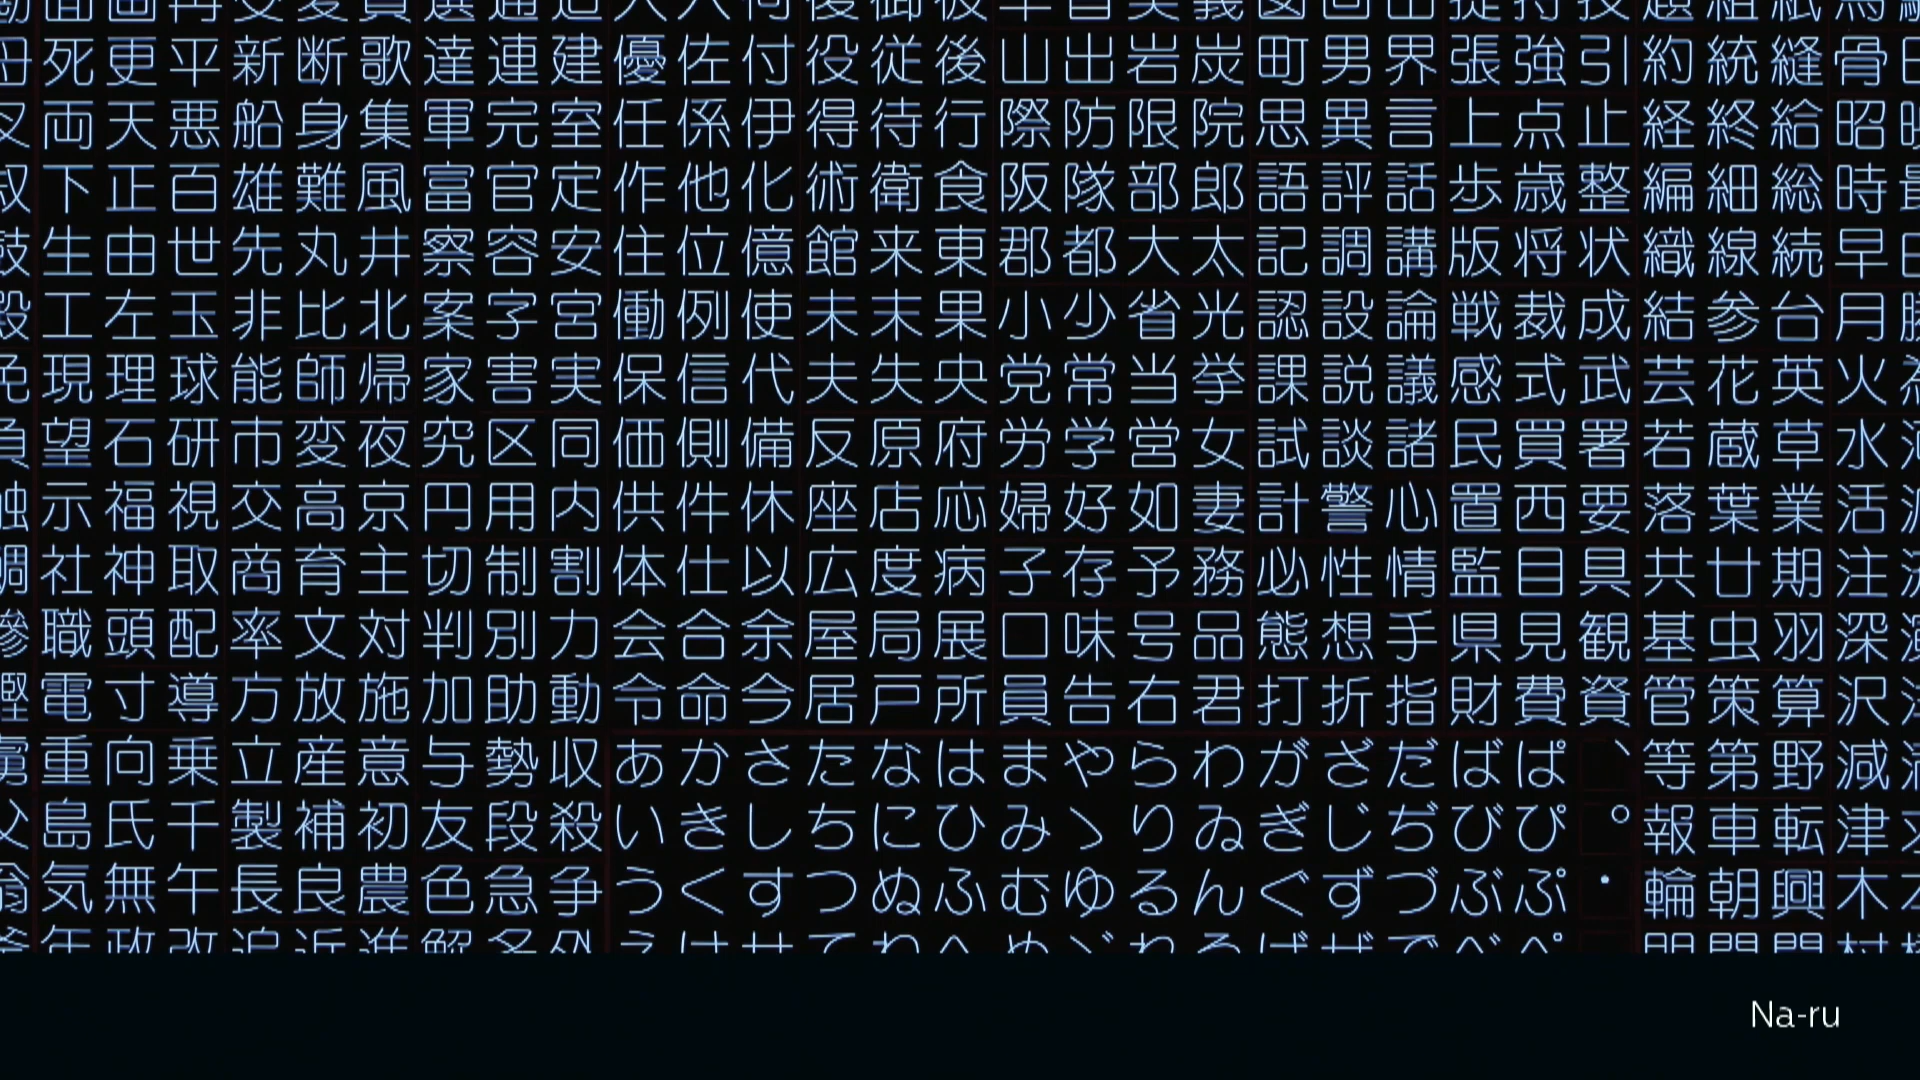 死更平新断歌達連建優佐付役従後山出岩炭町男界張強引約統縫骨
両天悪船身集軍完室任係伊得待行際防限院思異言上点止経終給昭
下正百雄難風富官定作他化術衛食阪隊部郎語評話歩歳整編細総時
生由世先丸井察容安住位億館来東郡都大太記調講版将状織線続早
工左玉非比北案字宮働例使未末果小少省光認設論戦裁成結参台月
現理球能師帰家害実保信代夫失央党常当挙課説議感式武芸花英火
望石研市変夜究区同価側備反原府労学営女試談諸民買署若蔵草水
示福視交高京円用内供件休座店応婦好如妻計警心置西要落葉業活
社神取商育主切制割体仕以広度病子存予務必性情監目具共廿期注
職頭配率文対判別力会合余屋局展口味号品態想手県見観基虫羽深
電寸導方放施加助動令命今居戸所員告右君打折指財費資管策算沢
重向乗立産意与勢収あかさたなはまやらわがざだばぱ、等第野減
島氏千製補初友段殺いきしちにひみゝりゐぎじぢびぴ。報車転津
気無午長良農色急争うくすつぬふむゆるんぐずづぶぷ・輪朝興木
Na-ru